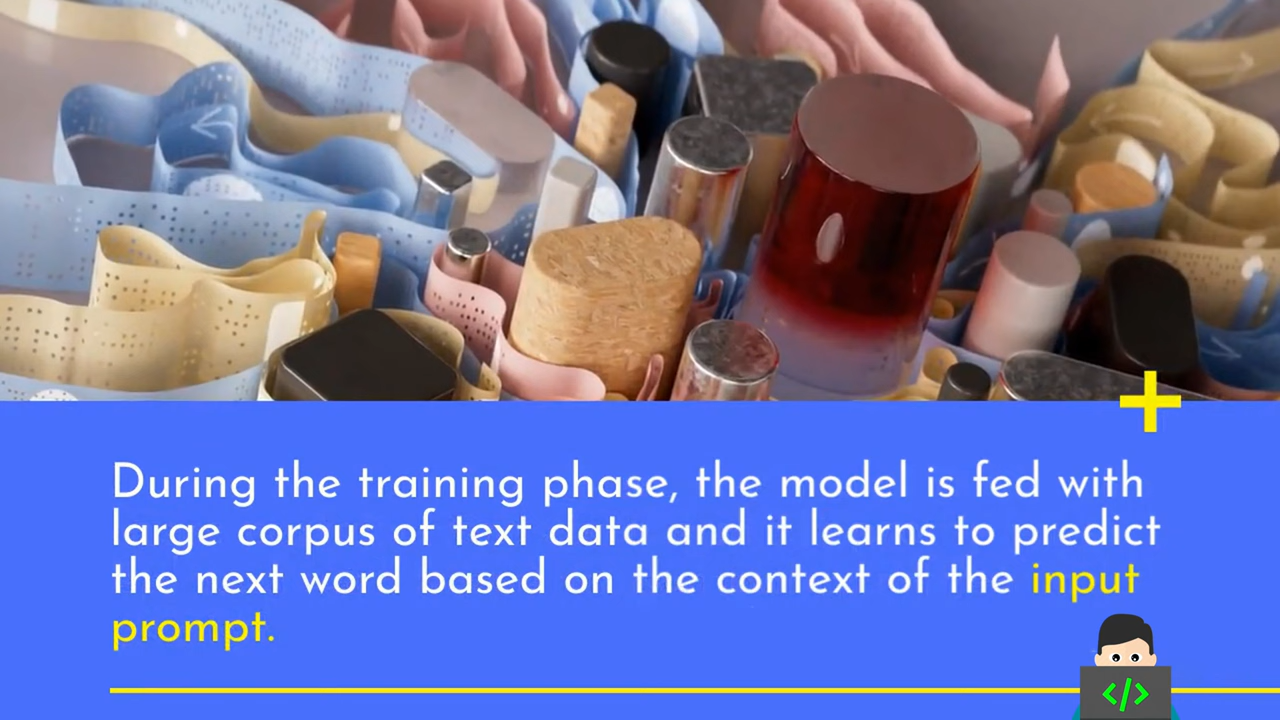 During the training phase, the model is fed with
large corpus of text data and it learns to predict
the next word based on the context of the input
prompt.
</>